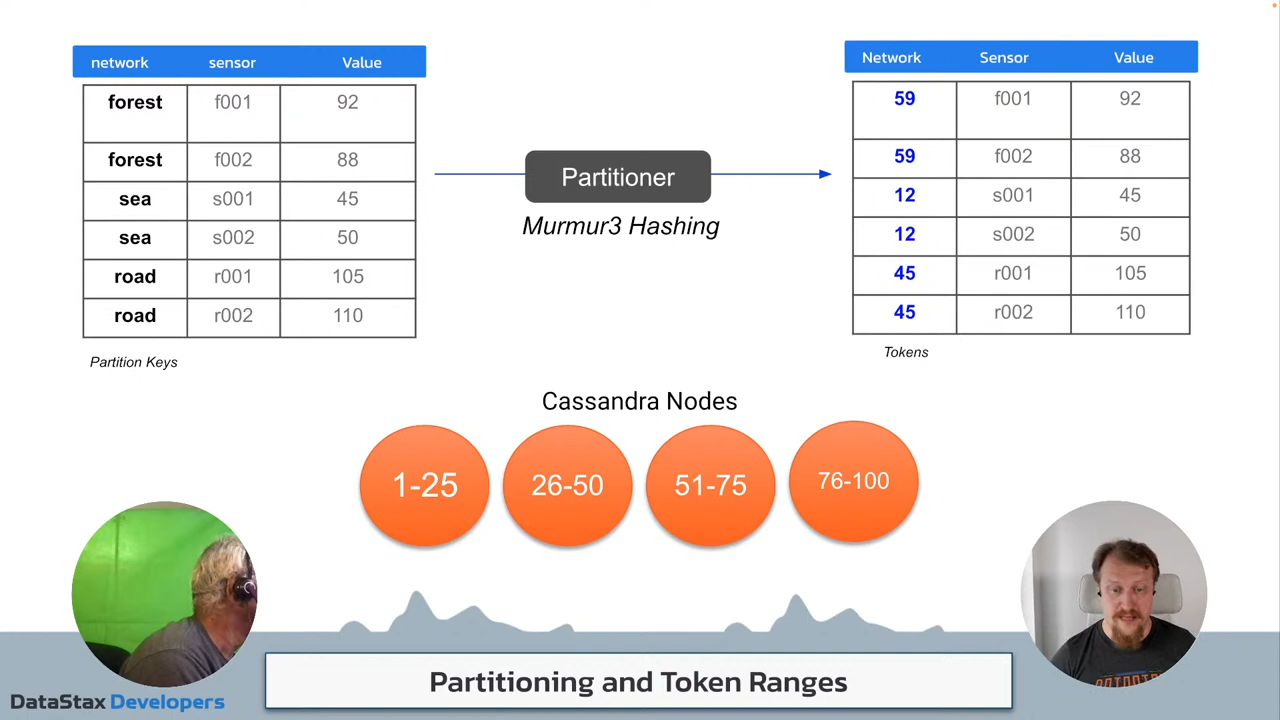 network sensor Value
forest f001 92
forest f002 88
sea s001 45
sea s002 50
road r001 105
road r002 110
Partition Keys
Partitioner
Murmur3 Hashing
Network Sensor Value
59 f001 92
59 f002 88
12 s001 45
12 s002 50
45 r001 105
45 r002 110
Tokens
Cassandra Nodes
1-25 26-50 51-75 76-100
Partitioning and Token Ranges
DataStax Developers